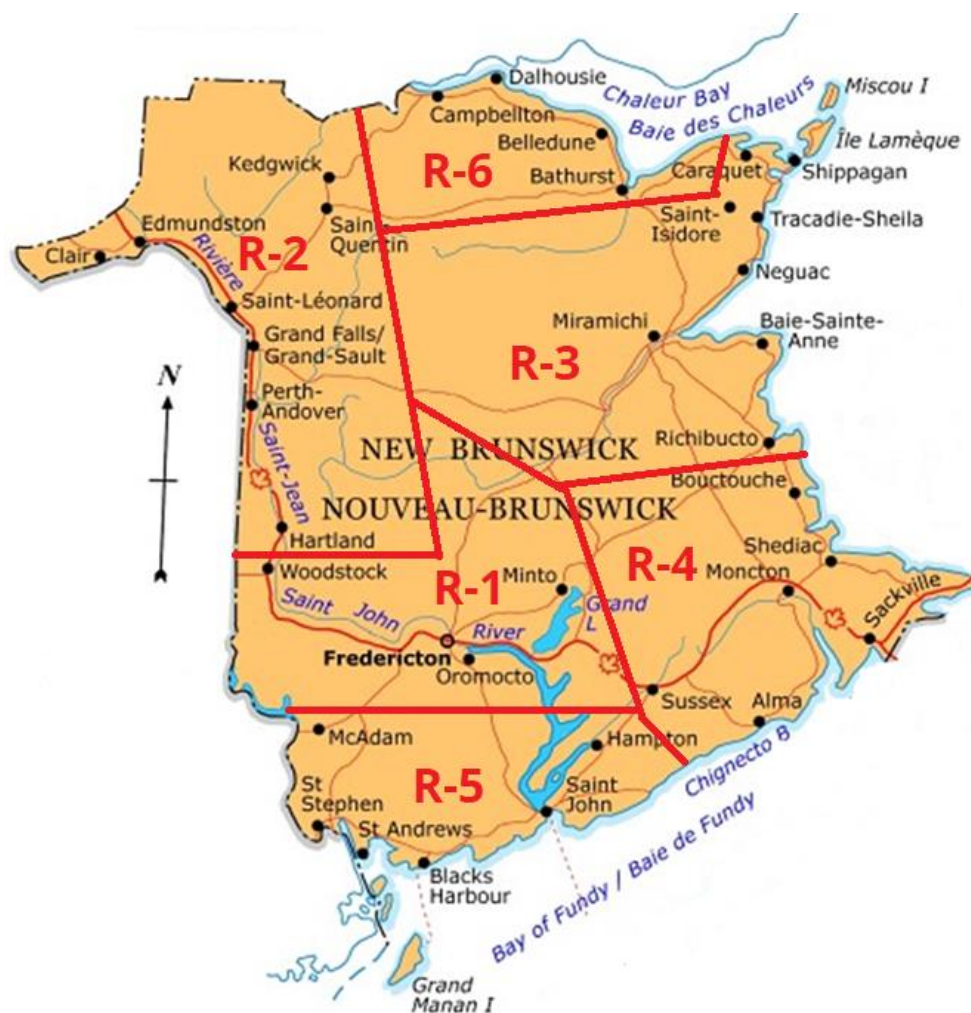 Dalhousie
Chaleur Bay
Baie des Chaleurs
Miscou I
Campbellton
Belledune
Île Lamèque
Kedgwick
R-6
Bathurst
Caraquet
Shippagan
Saint-
Quentin
Saint-
Isidore
Tracadie-Sheila
Edmundston
Clair
Rivière
R-2
Neguac
Saint-Léonard
Grand Falls/
Grand-Sault
Miramichi
Baie-Sainte-
Anne
R-3
N
Perth-
Andover
Saint-Jean
NEW BRUNSWICK
NOUVEAU-BRUNSWICK
Richibucto
Bouctouche
Hartland
Woodstock
R-1
Minto
R-4
Shediac
Moncton
Saint John
River
Grand
L
Sackville
Fredericton
Oromocto
Sussex
Alma
McAdam
Hampton
Chignecto B
R-5
Saint
John
St
Stephen
St Andrews
Blacks
Harbour
Bay of Fundy / Baie de Fundy
Grand
Manan I